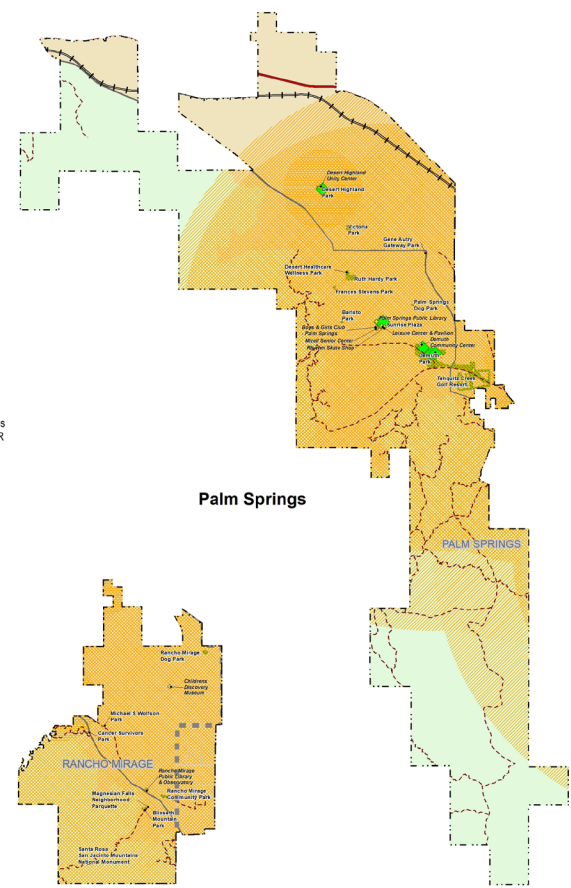 Desert Highland
Unity Center
Desert Highland
Park
Victoria
Park
Gene Autry
Gateway Park
Desert Healthcare
Wellness Park
Ruth Hardy Park
Frances Stevens Park
Palm Springs
Dog Park
Baristo
Park
Palm Springs Public Library
Sunrise Plaza
Boys & Girls Club
Palm Springs
Leisure Center & Pavilion
Mizell Senior Center
Demuth
Community Center
Demuth
Park
Tahquitz Creek
Golf Resort
s
R
Palm Springs
PALM SPRINGS
Rancho Mirage
Dog Park
Childrens
Discovery
Museum
Michael S Wolfson
Park
Cancer Survivors
Park
RANCHO MIRAGE
Rancho Mirage
Public Library
& Observatory
Magnesian Falls
Neighborhood
Parquette
Rancho Mirage
Community Park
Blixseth
Mountain
Park
Santa Rosa
San Jacinto Mountains
National Monument